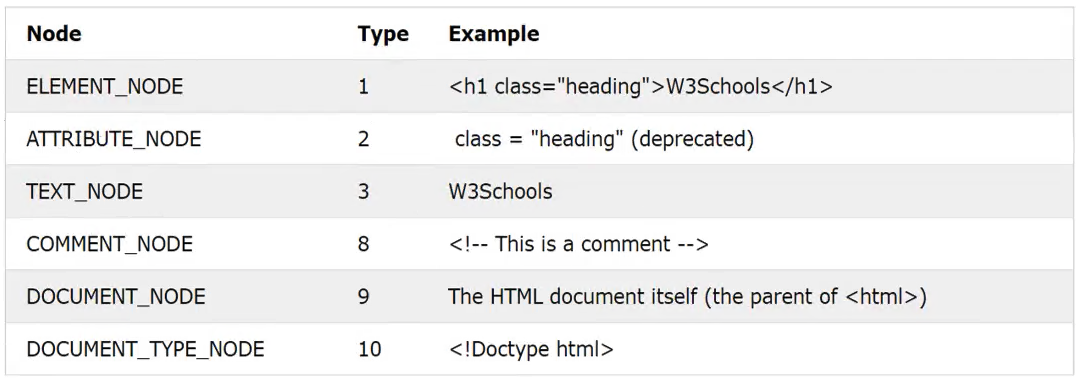 Node Type Example
ELEMENT_NODE 1 <h1 class="heading">W3Schools</h1>
ATTRIBUTE_NODE 2 class = "heading" (deprecated)
TEXT_NODE 3 W3Schools
COMMENT_NODE 8 <!-- This is a comment -->
DOCUMENT_NODE 9 The HTML document itself (the parent of <html>)
DOCUMENT_TYPE_NODE 10 <!Doctype html>